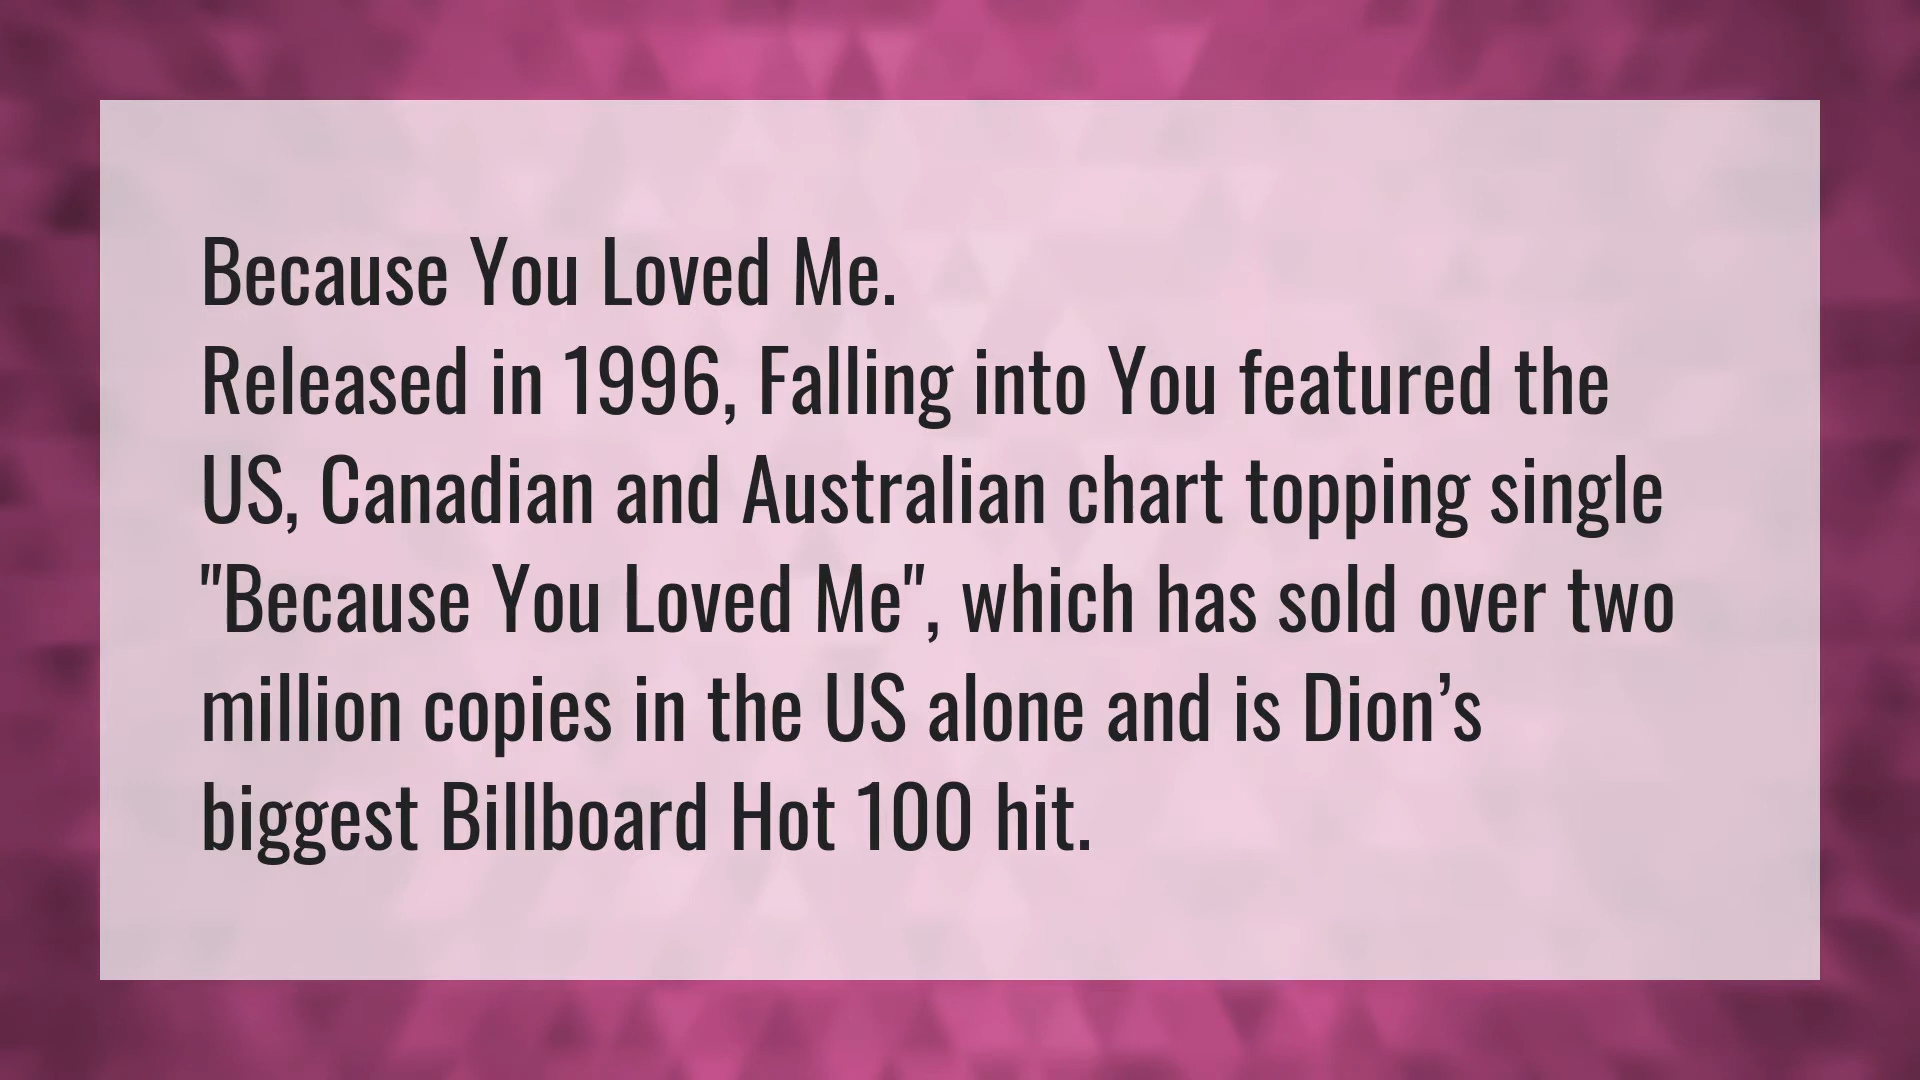 Because You Loved Me.
Released in 1996, Falling into You featured the
US, Canadian and Australian chart topping single
"Because You Loved Me", which has sold over two
million copies in the US alone and is Dion’s
biggest Billboard Hot 100 hit.